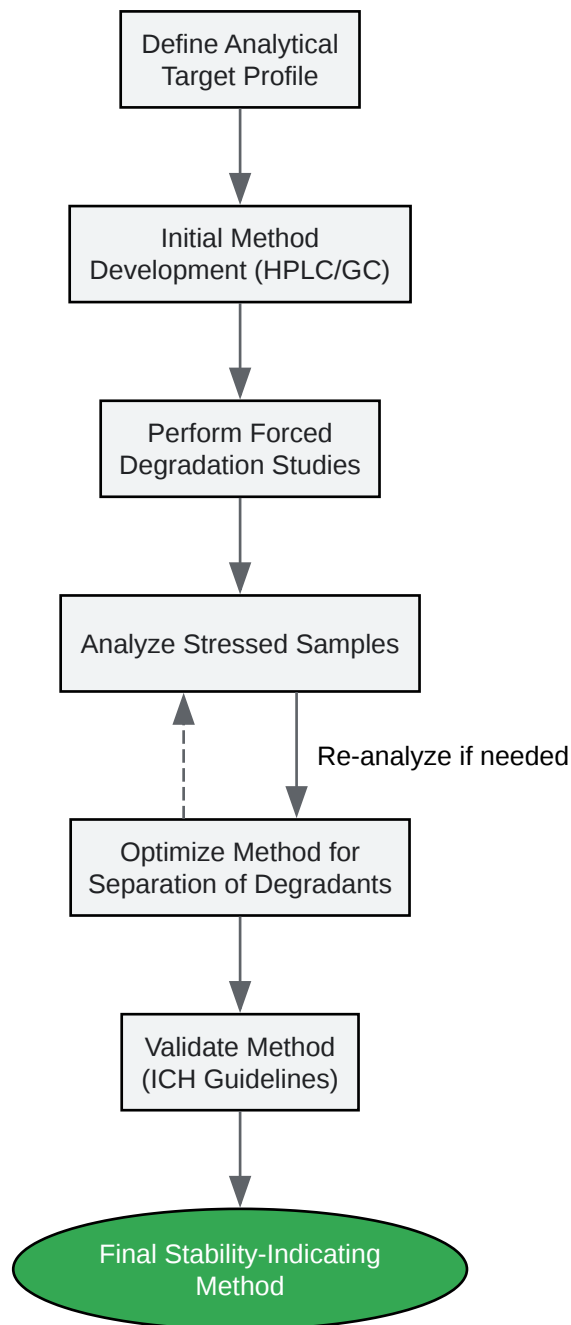 Define Analytical
Target Profile
Initial Method
Development (HPLC/GC)
Perform Forced
Degradation Studies
Analyze Stressed Samples
Re-analyze if needed
Optimize Method for
Separation of Degradants
Validate Method
(ICH Guidelines)
Final Stability-Indicating
Method